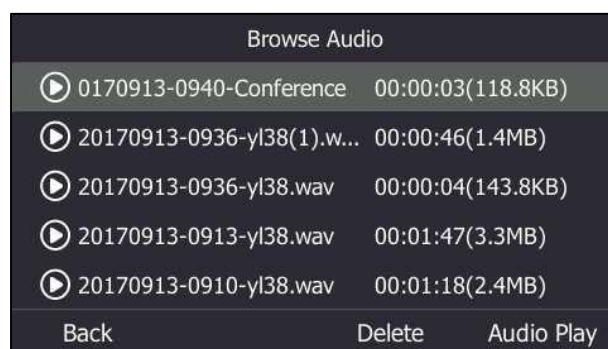 Browse Audio
0170913-0940-Conference 00:00:03(118.8KB)
20170913-0936-yl38(1).w... 00:00:46(1.4MB)
20170913-0936-yl38.wav 00:00:04(143.8KB)
20170913-0913-yl38.wav 00:01:47(3.3MB)
20170913-0910-yl38.wav 00:01:18(2.4MB)
Back Delete Audio Play